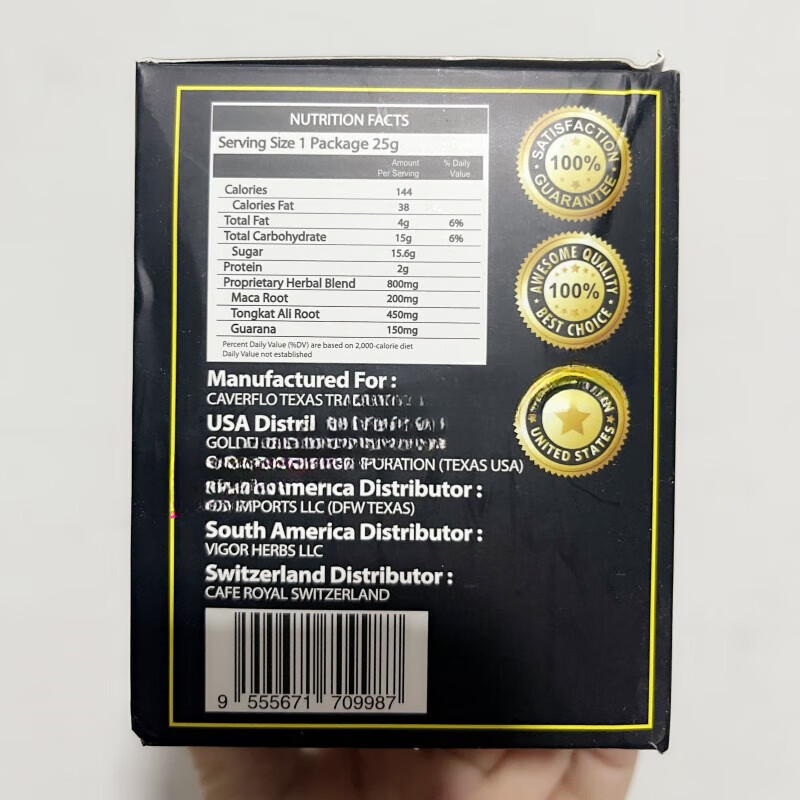 NUTRITION FACTS
Serving Size 1 Package 25g
Amount Per Serving % Daily Value
Calories 144
Calories Fat 38
Total Fat 4g 6%
Total Carbohydrate 15g 6%
Sugar 15.6g
Protein 2g
Proprietary Herbal Blend 800mg
Maca Root 200mg
Tongkat Ali Root 450mg
Guarana 150mg
Percent Daily Value (%DV) are based on 2,000-calorie diet
Daily Value not established
SATISFACTION
100%
GUARANTEE
AWESOME QUALITY
100%
BEST CHOICE
UNITED STATES
Manufactured For :
CAVERFLO TEXAS
USA
(TEXAS USA)
Distributor :
IMPORTS LLC (DFW TEXAS)
South America Distributor :
VIGOR HERBS LLC
Switzerland Distributor :
CAFE ROYAL SWITZERLAND
9 555671 709987